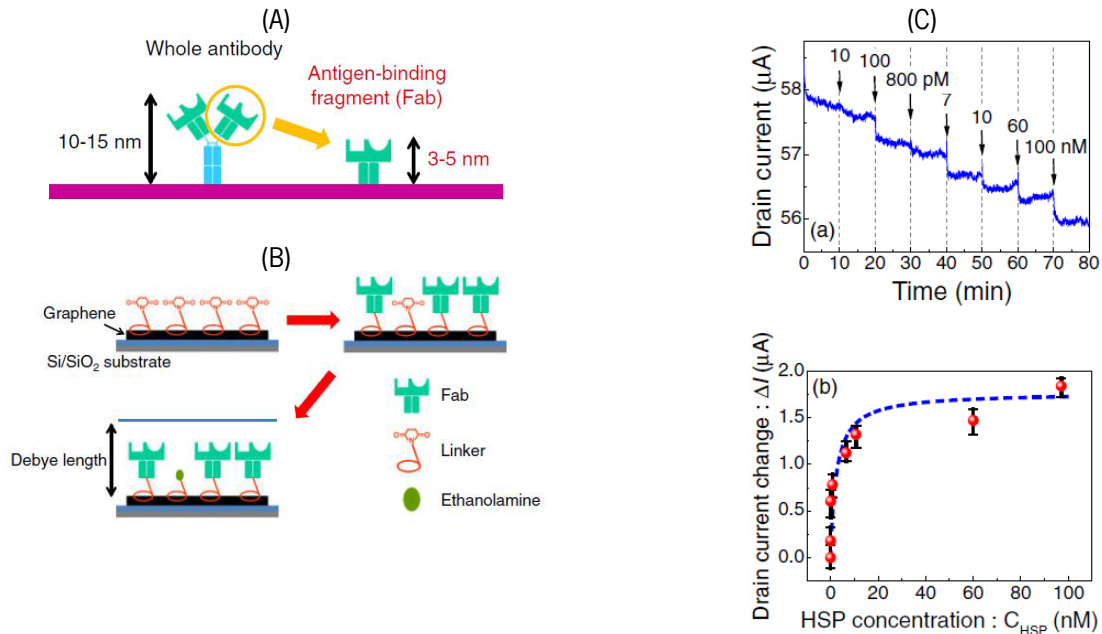 (A)
Whole antibody
Antigen-binding
fragment (Fab)
10-15 nm
3-5 nm
(B)
Graphene
Si/SiO2 substrate
Debye length
Fab
Linker
Ethanolamine
(C)
Drain current (μA)
58
57
56
10
100
800 pM
7
10
60
100 nM
(a)
0 10 20 30 40 50 60 70 80
Time (min)
Drain current change : ΔI (μA)
2.0
1.5
1.0
0.5
0.0
(b)
0 20 40 60 80 100
HSP concentration : CHSP (nM)